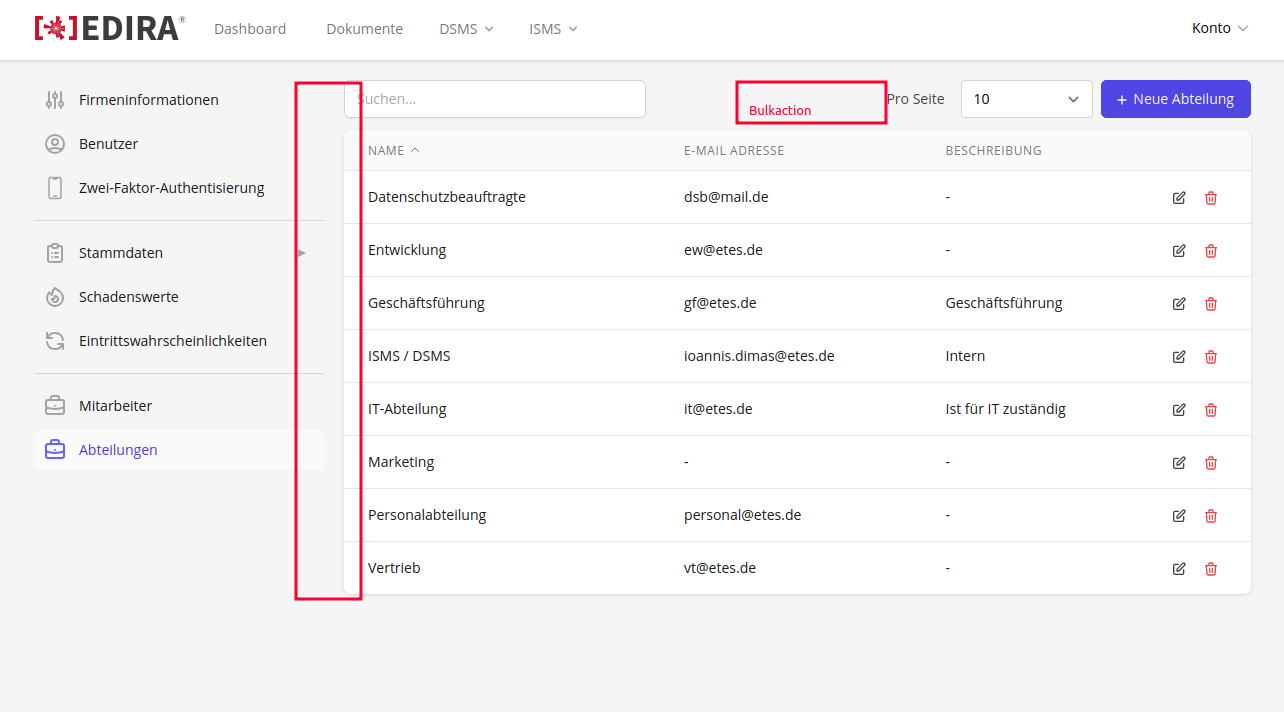 EDIRA® Dashboard Dokumente DSMS ISMS Konto
Firmeninformationen
Benutzer
Zwei-Faktor-Authentisierung
Stammdaten
Schadenswerte
Eintrittswahrscheinlichkeiten
Mitarbeiter
Abteilungen
Suchen... Bulkaction Pro Seite 10 + Neue Abteilung
NAME E-MAIL ADRESSE BESCHREIBUNG
Datenschutzbeauftragte dsb@mail.de -
Entwicklung ew@etes.de -
Geschäftsführung gf@etes.de Geschäftsführung
ISMS / DSMS ioannis.dimas@etes.de Intern
IT-Abteilung it@etes.de Ist für IT zuständig
Marketing - -
Personalabteilung personal@etes.de -
Vertrieb vt@etes.de -